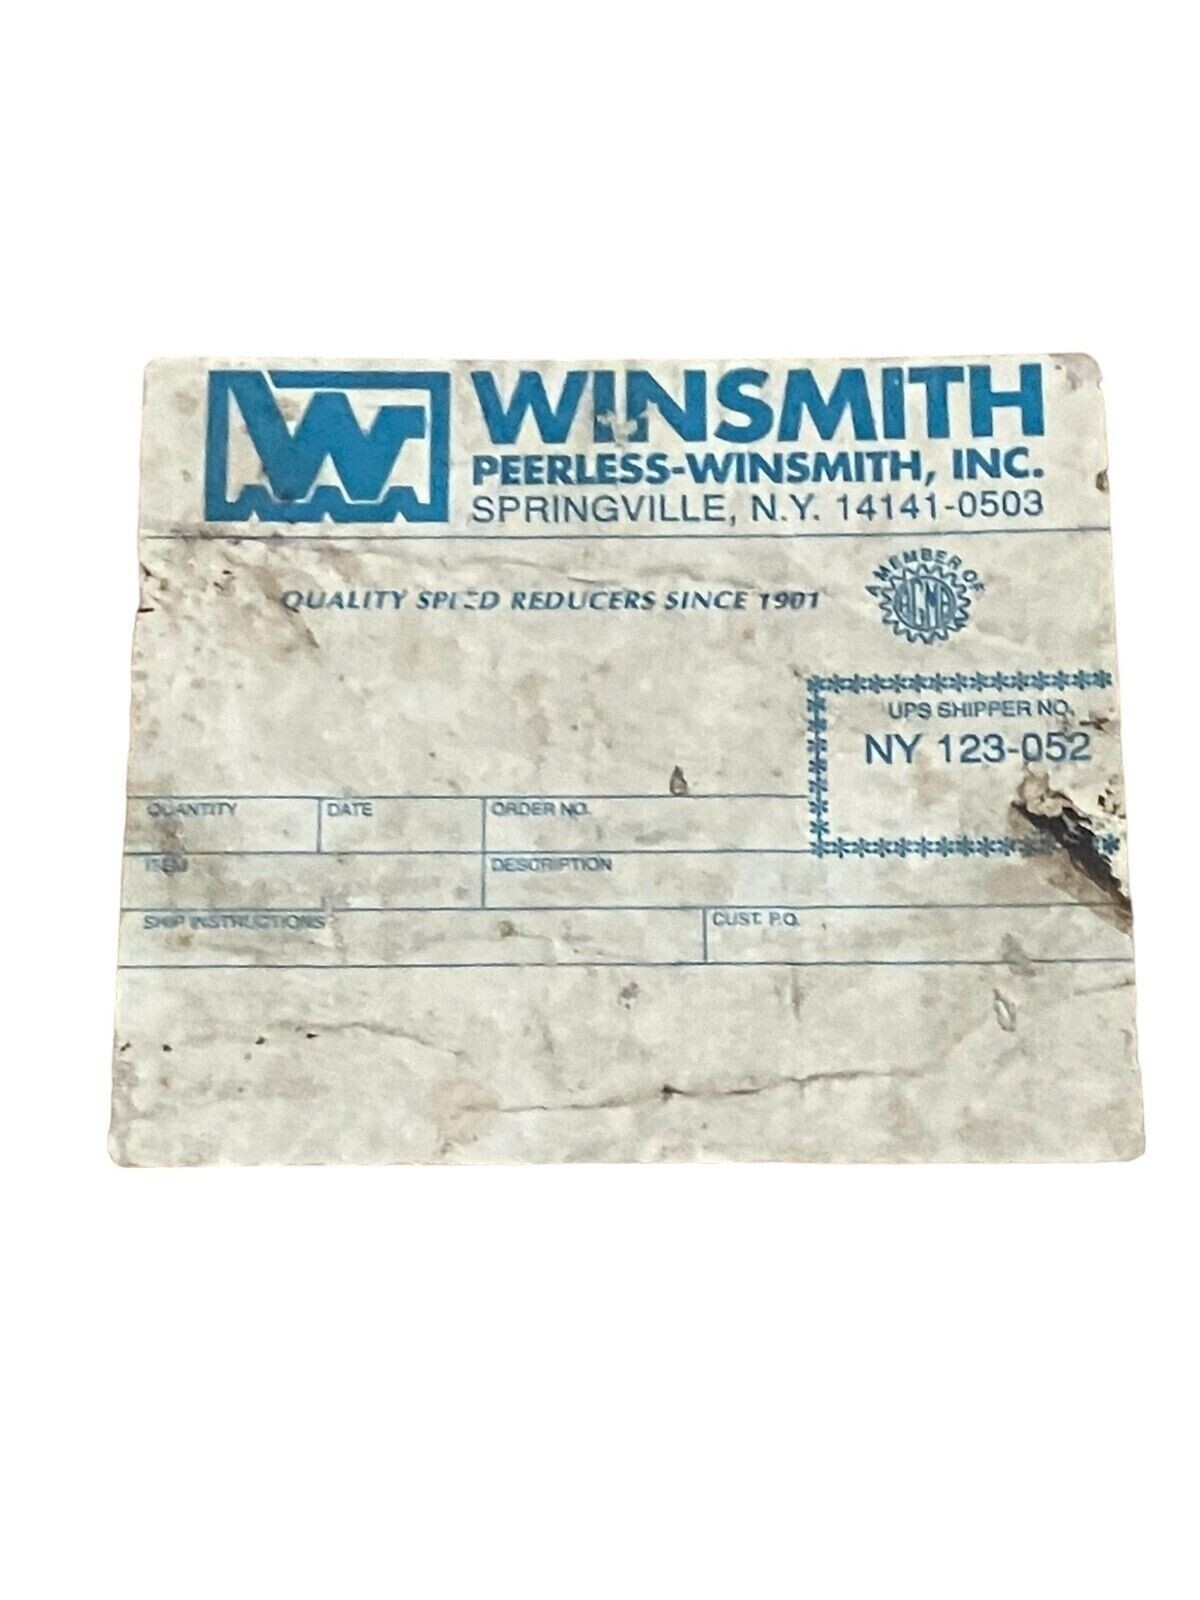 W WINSMITH
PEERLESS-WINSMITH, INC.
SPRINGVILLE, N.Y. 14141-0503
QUALITY SPEED REDUCERS SINCE 1901
A MEMBER OF
AGMA
UPS SHIPPER NO.
NY 123-052
QUANTITY DATE ORDER NO.
ITEM DESCRIPTION
SHIP INSTRUCTIONS CUST. P.O.